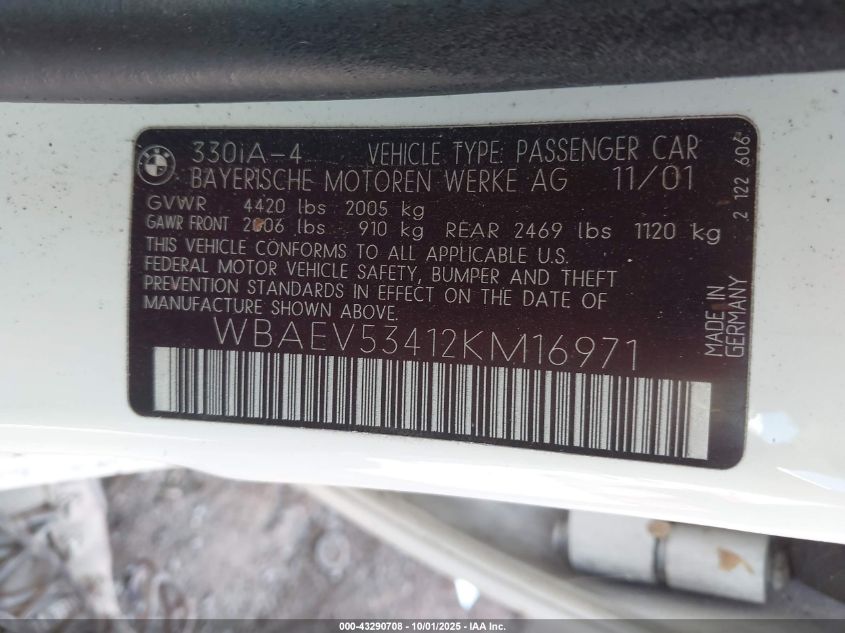 BMW
330iA-4 VEHICLE TYPE: PASSENGER CAR
BAYERISCHE MOTOREN WERKE AG 11/01
GVWR 4420 lbs 2005 kg
GAWR FRONT 2006 lbs 910 kg REAR 2469 lbs 1120 kg
THIS VEHICLE CONFORMS TO ALL APPLICABLE U.S.
FEDERAL MOTOR VEHICLE SAFETY, BUMPER AND THEFT
PREVENTION STANDARDS IN EFFECT ON THE DATE OF
MANUFACTURE SHOWN ABOVE.
WBAEV53412KM16971
2 122 606
MADE IN
GERMANY
000-43290708 - 10/01/2025 - IAA Inc.